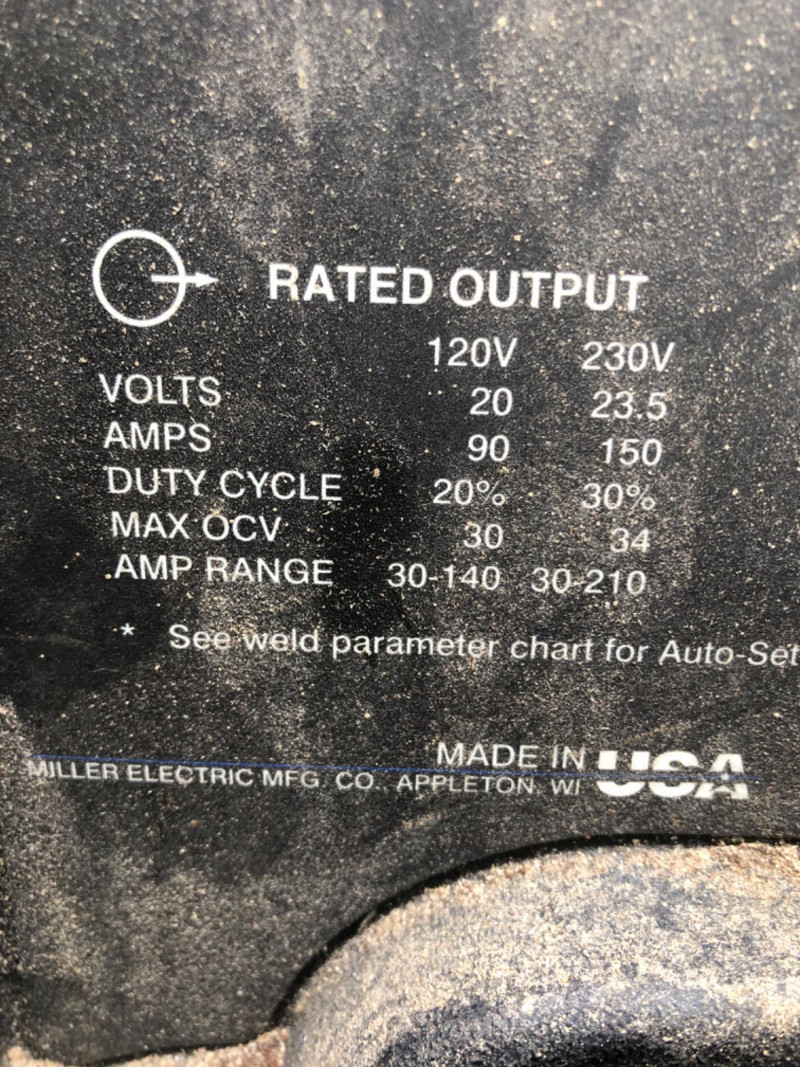 RATED OUTPUT
120V 230V
VOLTS 20 23.5
AMPS 90 150
DUTY CYCLE 20% 30%
MAX OCV 30 34
AMP RANGE 30-140 30-210
* See weld parameter chart for Auto-Set
MADE IN USA
MILLER ELECTRIC MFG. CO., APPLETON, WI